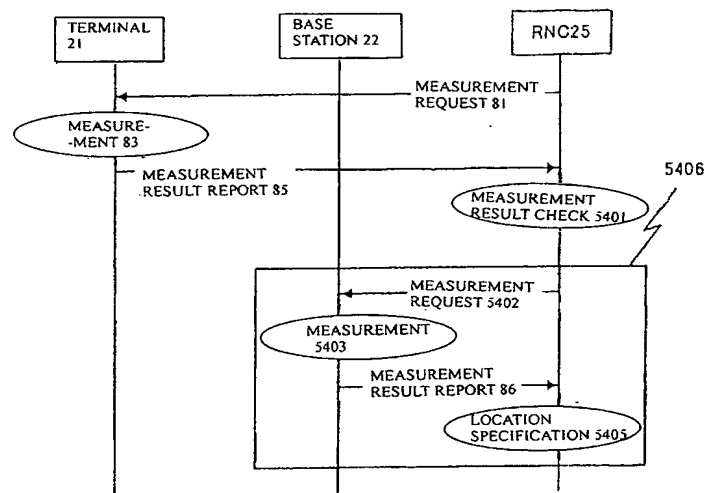 TERMINAL
21
BASE
STATION 22
RNC25
MEASUREMENT
REQUEST 81
MEASURE-
-MENT 83
MEASUREMENT
RESULT REPORT 85
5406
MEASUREMENT
RESULT CHECK 5401
MEASUREMENT
REQUEST 5402
MEASUREMENT
5403
MEASUREMENT
RESULT REPORT 86
LOCATION
SPECIFICATION 5405